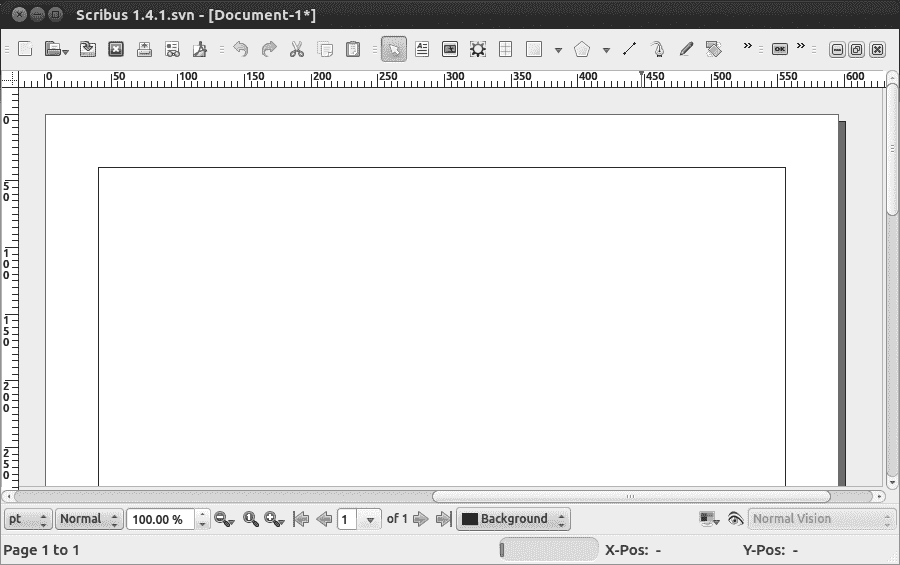 Scribus 1.4.1.svn - [Document-1*]
OK
0 50 100 150 200 250 300 350 400 450 500 550 600
0
50
100
150
200
250
pt Normal 100.00 % 1 of 1 Background Normal Vision
Page 1 to 1 X-Pos: - Y-Pos: -